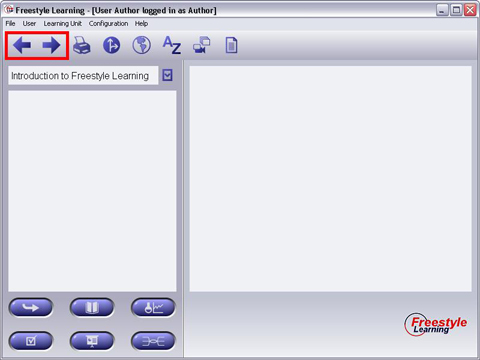 Freestyle Learning - [User Author logged in as Author]
File User Learning Unit Configuration Help
AZ
Introduction to Freestyle Learning
Freestyle
Learning